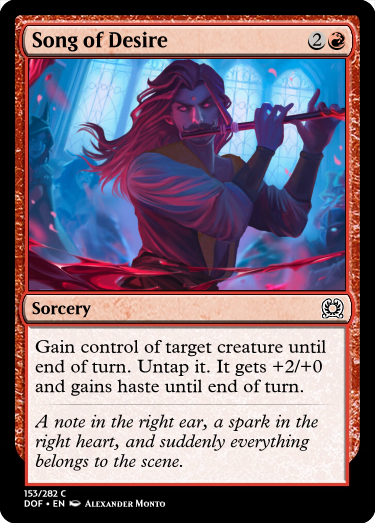 Song of Desire 2
Sorcery
Gain control of target creature until
end of turn. Untap it. It gets +2/+0
and gains haste until end of turn.
A note in the right ear, a spark in the
right heart, and suddenly everything
belongs to the scene.
153/282 C
DOF • EN Alexander Monto